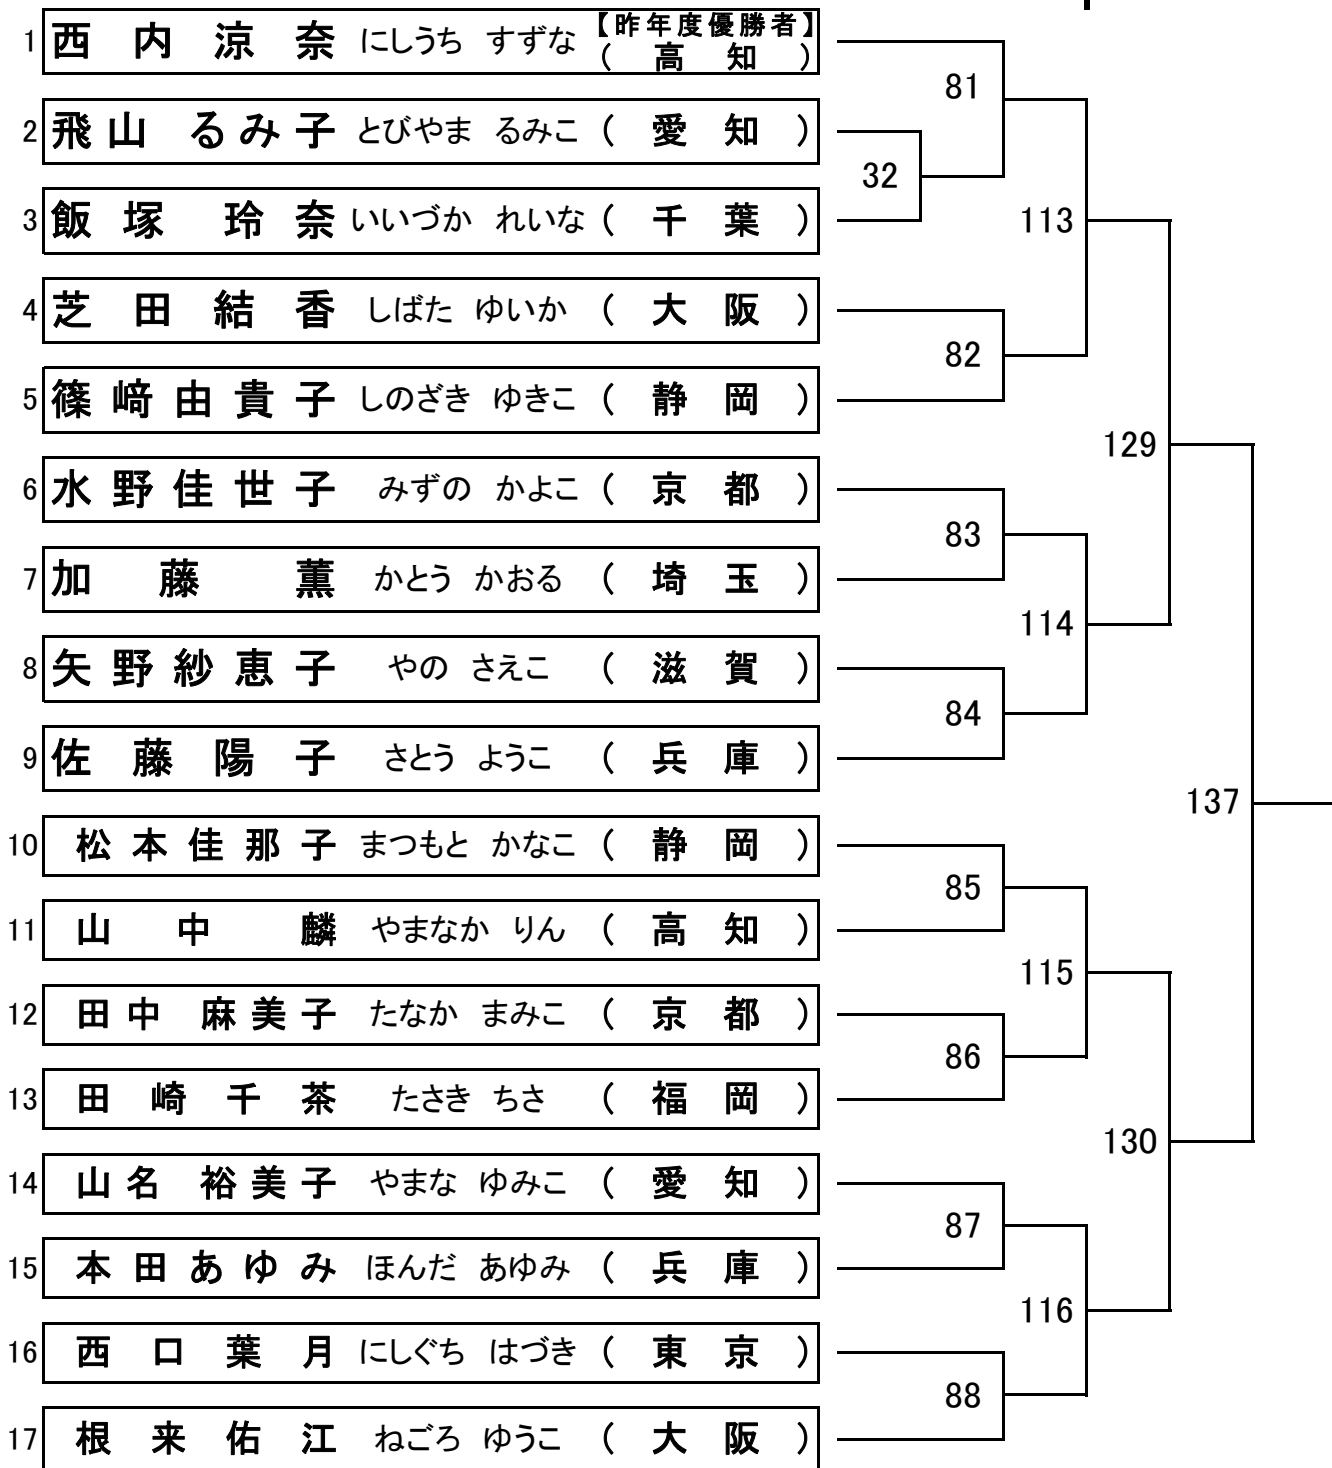 1 西内涼奈 にしうち すずな 【昨年度優勝者】 (高知)
81
2 飛山 るみ子 とびやま るみこ (愛知)
32
3 飯塚 玲奈 いいづか れいな (千葉)
113
4 芝田結香 しばた ゆいか (大阪)
82
5 篠﨑由貴子 しのざき ゆきこ (静岡)
129
6 水野佳世子 みずの かよこ (京都)
83
7 加藤薫 かとう かおる (埼玉)
114
8 矢野紗恵子 やの さえこ (滋賀)
84
9 佐藤陽子 さとう ようこ (兵庫)
137
10 松本佳那子 まつもと かなこ (静岡)
85
11 山中麟 やまなか りん (高知)
115
12 田中 麻美子 たなか まみこ (京都)
86
13 田崎千茶 たさき ちさ (福岡)
130
14 山名 裕美子 やまな ゆみこ (愛知)
87
15 本田あゆみ ほんだ あゆみ (兵庫)
116
16 西口葉月 にしぐち はづき (東京)
88
17 根来佑江 ねごろ ゆうこ (大阪)